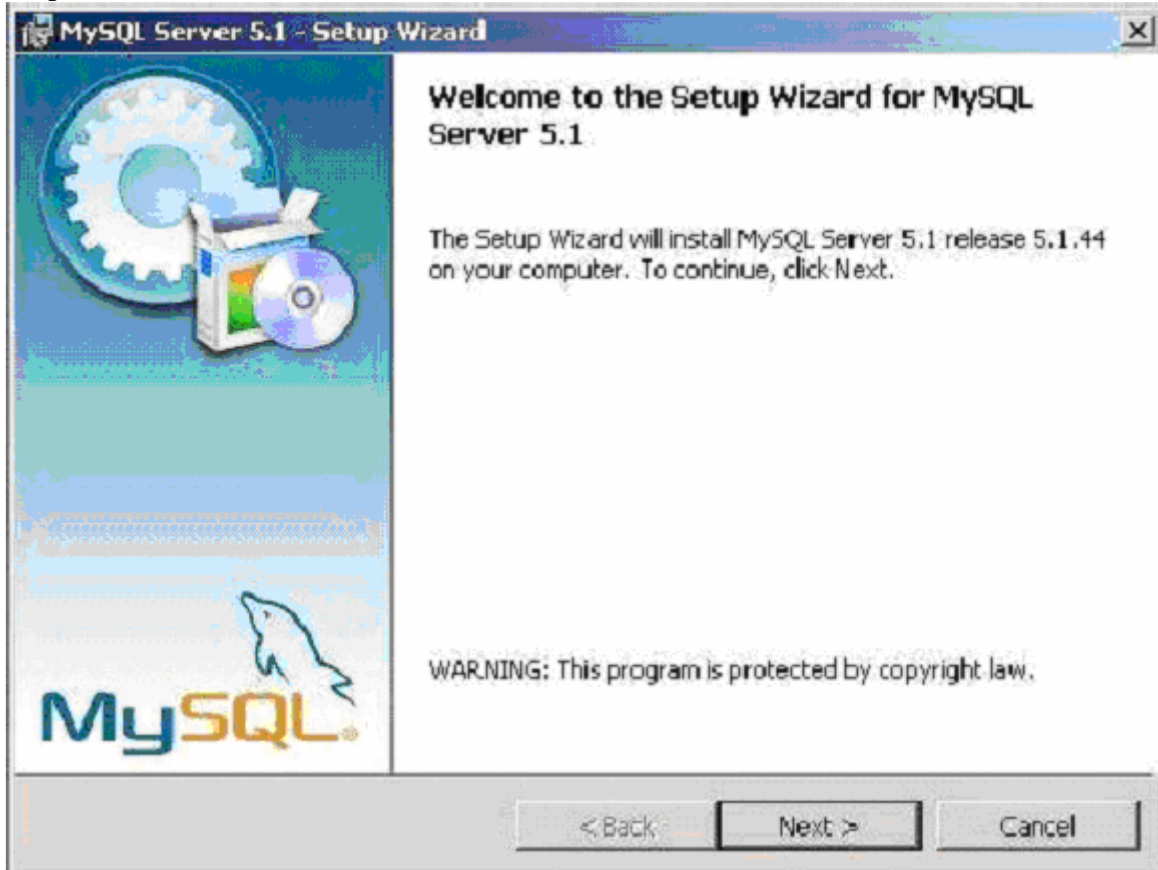 MySQL Server 5.1 - Setup Wizard
Welcome to the Setup Wizard for MySQL
Server 5.1
The Setup Wizard will install MySQL Server 5.1 release 5.1.44
on your computer. To continue, click Next.
WARNING: This program is protected by copyright law.
MySQL®
< Back
Next >
Cancel